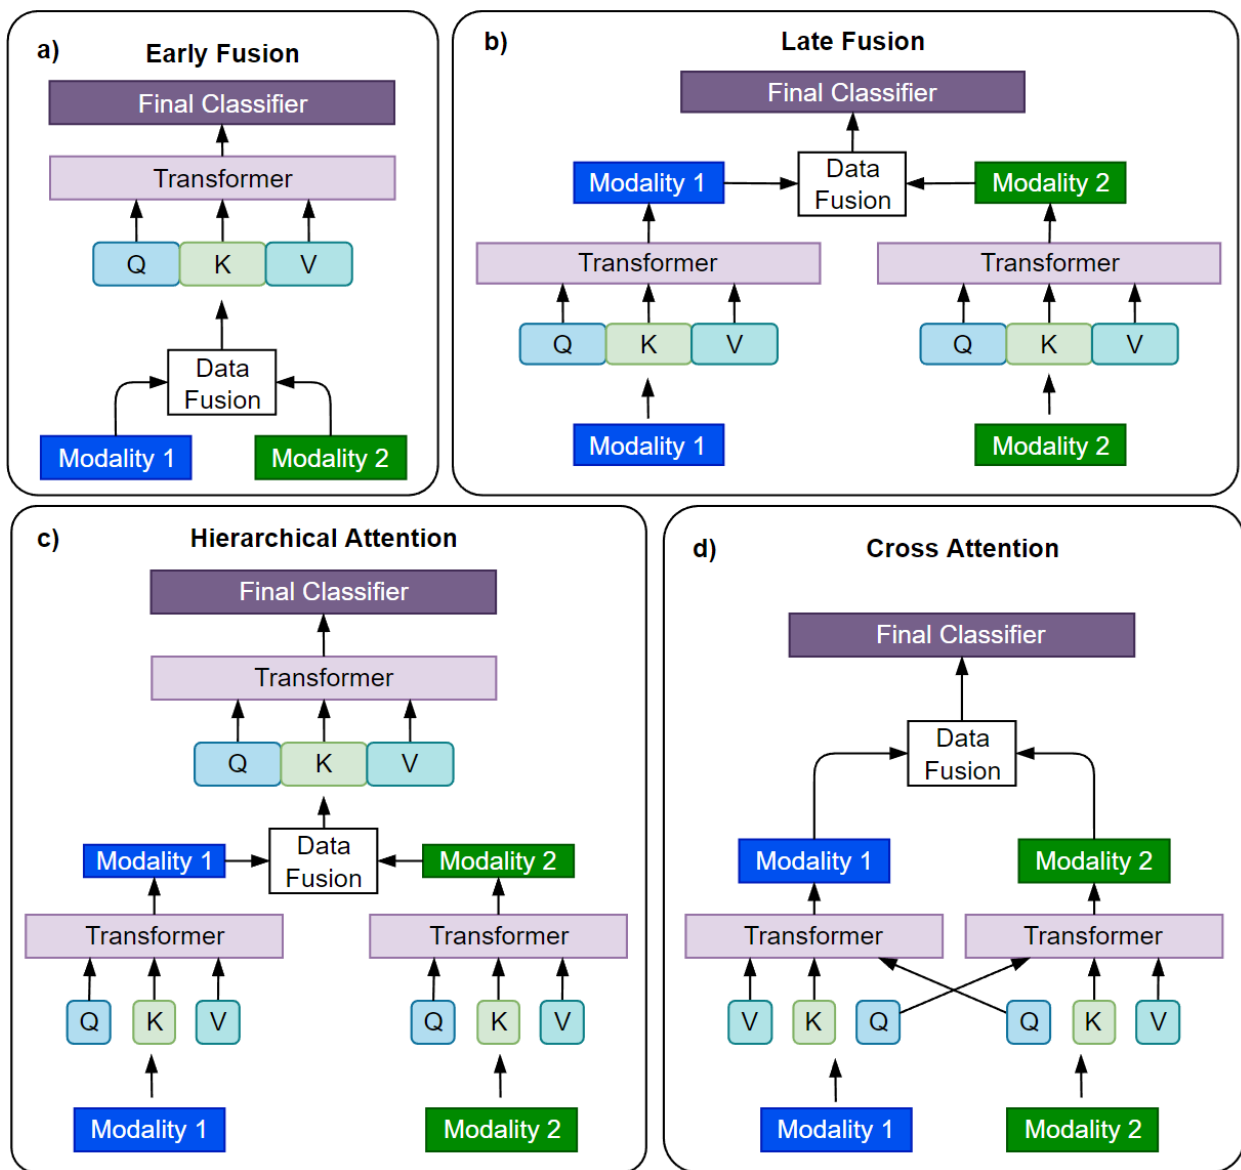 a)
Early Fusion
Final Classifier
Transformer
Q K V
Data
Fusion
Modality 1 Modality 2
b)
Late Fusion
Final Classifier
Modality 1
Data
Fusion
Modality 2
Transformer Transformer
Q K V Q K V
Modality 1 Modality 2
c)
Hierarchical Attention
Final Classifier
Transformer
Q K V
Modality 1
Data
Fusion
Modality 2
Transformer Transformer
Q K V Q K V
Modality 1 Modality 2
d)
Cross Attention
Final Classifier
Data
Fusion
Modality 1 Modality 2
Transformer Transformer
V K Q Q K V
Modality 1 Modality 2